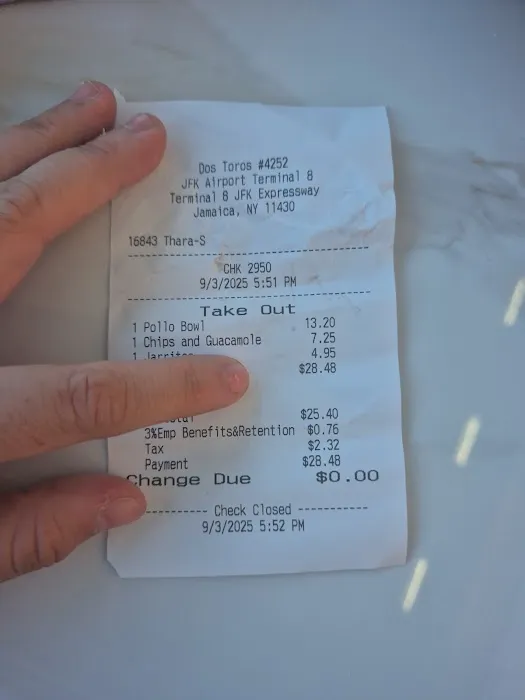 Dos Toros #4252
JFK Airport Terminal 8
Terminal 8 JFK Expressway
Jamaica, NY 11430
16843 Thara-S
CHK 2950
9/3/2025 5:51 PM
Take Out
1 Pollo Bowl 13.20
1 Chips and Guacamole 7.25
1 Jarritos 4.95
$28.48
$25.40
3%Emp Benefits&Retention $0.76
Tax $2.32
Payment $28.48
Change Due $0.00
---------- Check Closed -----------
9/3/2025 5:52 PM